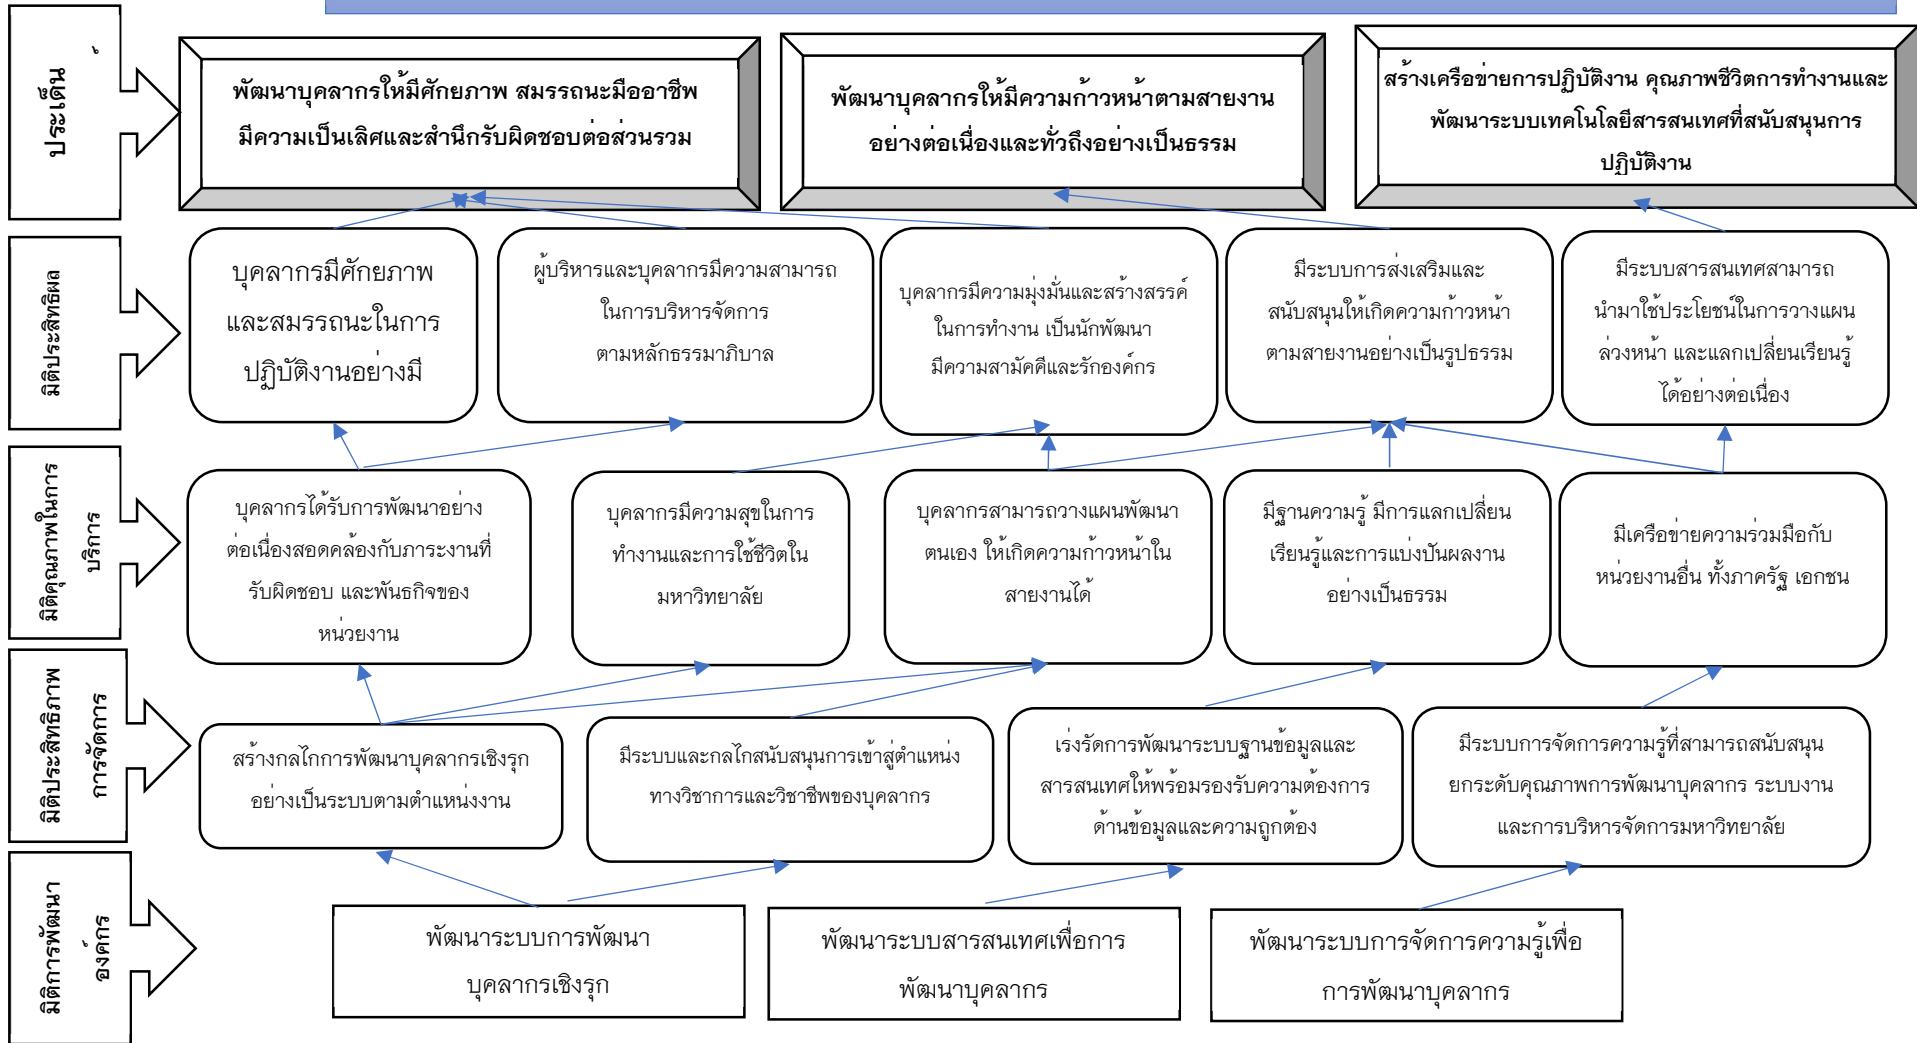 ประเด็น
พัฒนาบุคลากรให้มีศักยภาพ สมรรถนะมืออาชีพ
มีความเป็นเลิศและสำนึกรับผิดชอบต่อส่วนรวม
พัฒนาบุคลากรให้มีความก้าวหน้าตามสายงาน
อย่างต่อเนื่องและทั่วถึงอย่างเป็นธรรม
สร้างเครือข่ายการปฏิบัติงาน คุณภาพชีวิตการทำงานและ
พัฒนาระบบเทคโนโลยีสารสนเทศที่สนับสนุนการ
ปฏิบัติงาน
มิติประสิทธิผล
บุคลากรมีศักยภาพ
และสมรรถนะในการ
ปฏิบัติงานอย่างมี
ผู้บริหารและบุคลากรมีความสามารถ
ในการบริหารจัดการ
ตามหลักธรรมาภิบาล
บุคลากรมีความมุ่งมั่นและสร้างสรรค์
ในการทำงาน เป็นนักพัฒนา
มีความสามัคคีและรักองค์กร
มีระบบการส่งเสริมและ
สนับสนุนให้เกิดความก้าวหน้า
ตามสายงานอย่างเป็นรูปธรรม
มีระบบสารสนเทศสามารถ
นำมาใช้ประโยชน์ในการวางแผน
ล่วงหน้า และแลกเปลี่ยนเรียนรู้
ได้อย่างต่อเนื่อง
มิติคุณภาพในการ
บริการ
บุคลากรได้รับการพัฒนาอย่าง
ต่อเนื่องสอดคล้องกับภาระงานที่
รับผิดชอบ และพันธกิจของ
หน่วยงาน
บุคลากรมีความสุขในการ
ทำงานและการใช้ชีวิตใน
มหาวิทยาลัย
บุคลากรสามารถวางแผนพัฒนา
ตนเอง ให้เกิดความก้าวหน้าใน
สายงานได้
มีฐานความรู้ มีการแลกเปลี่ยน
เรียนรู้และการแบ่งปันผลงาน
อย่างเป็นธรรม
มีเครือข่ายความร่วมมือกับ
หน่วยงานอื่น ทั้งภาครัฐ เอกชน
มิติประสิทธิภาพ
การจัดการ
สร้างกลไกการพัฒนาบุคลากรเชิงรุก
อย่างเป็นระบบตามตำแหน่งงาน
มีระบบและกลไกสนับสนุนการเข้าสู่ตำแหน่ง
ทางวิชาการและวิชาชีพของบุคลากร
เร่งรัดการพัฒนาระบบฐานข้อมูลและ
สารสนเทศให้พร้อมรองรับความต้องการ
ด้านข้อมูลและความถูกต้อง
มีระบบการจัดการความรู้ที่สามารถสนับสนุน
ยกระดับคุณภาพการพัฒนาบุคลากร ระบบงาน
และการบริหารจัดการมหาวิทยาลัย
มิติการพัฒนา
องค์กร
พัฒนาระบบการพัฒนา
บุคลากรเชิงรุก
พัฒนาระบบสารสนเทศเพื่อการ
พัฒนาบุคลากร
พัฒนาระบบการจัดการความรู้เพื่อ
การพัฒนาบุคลากร